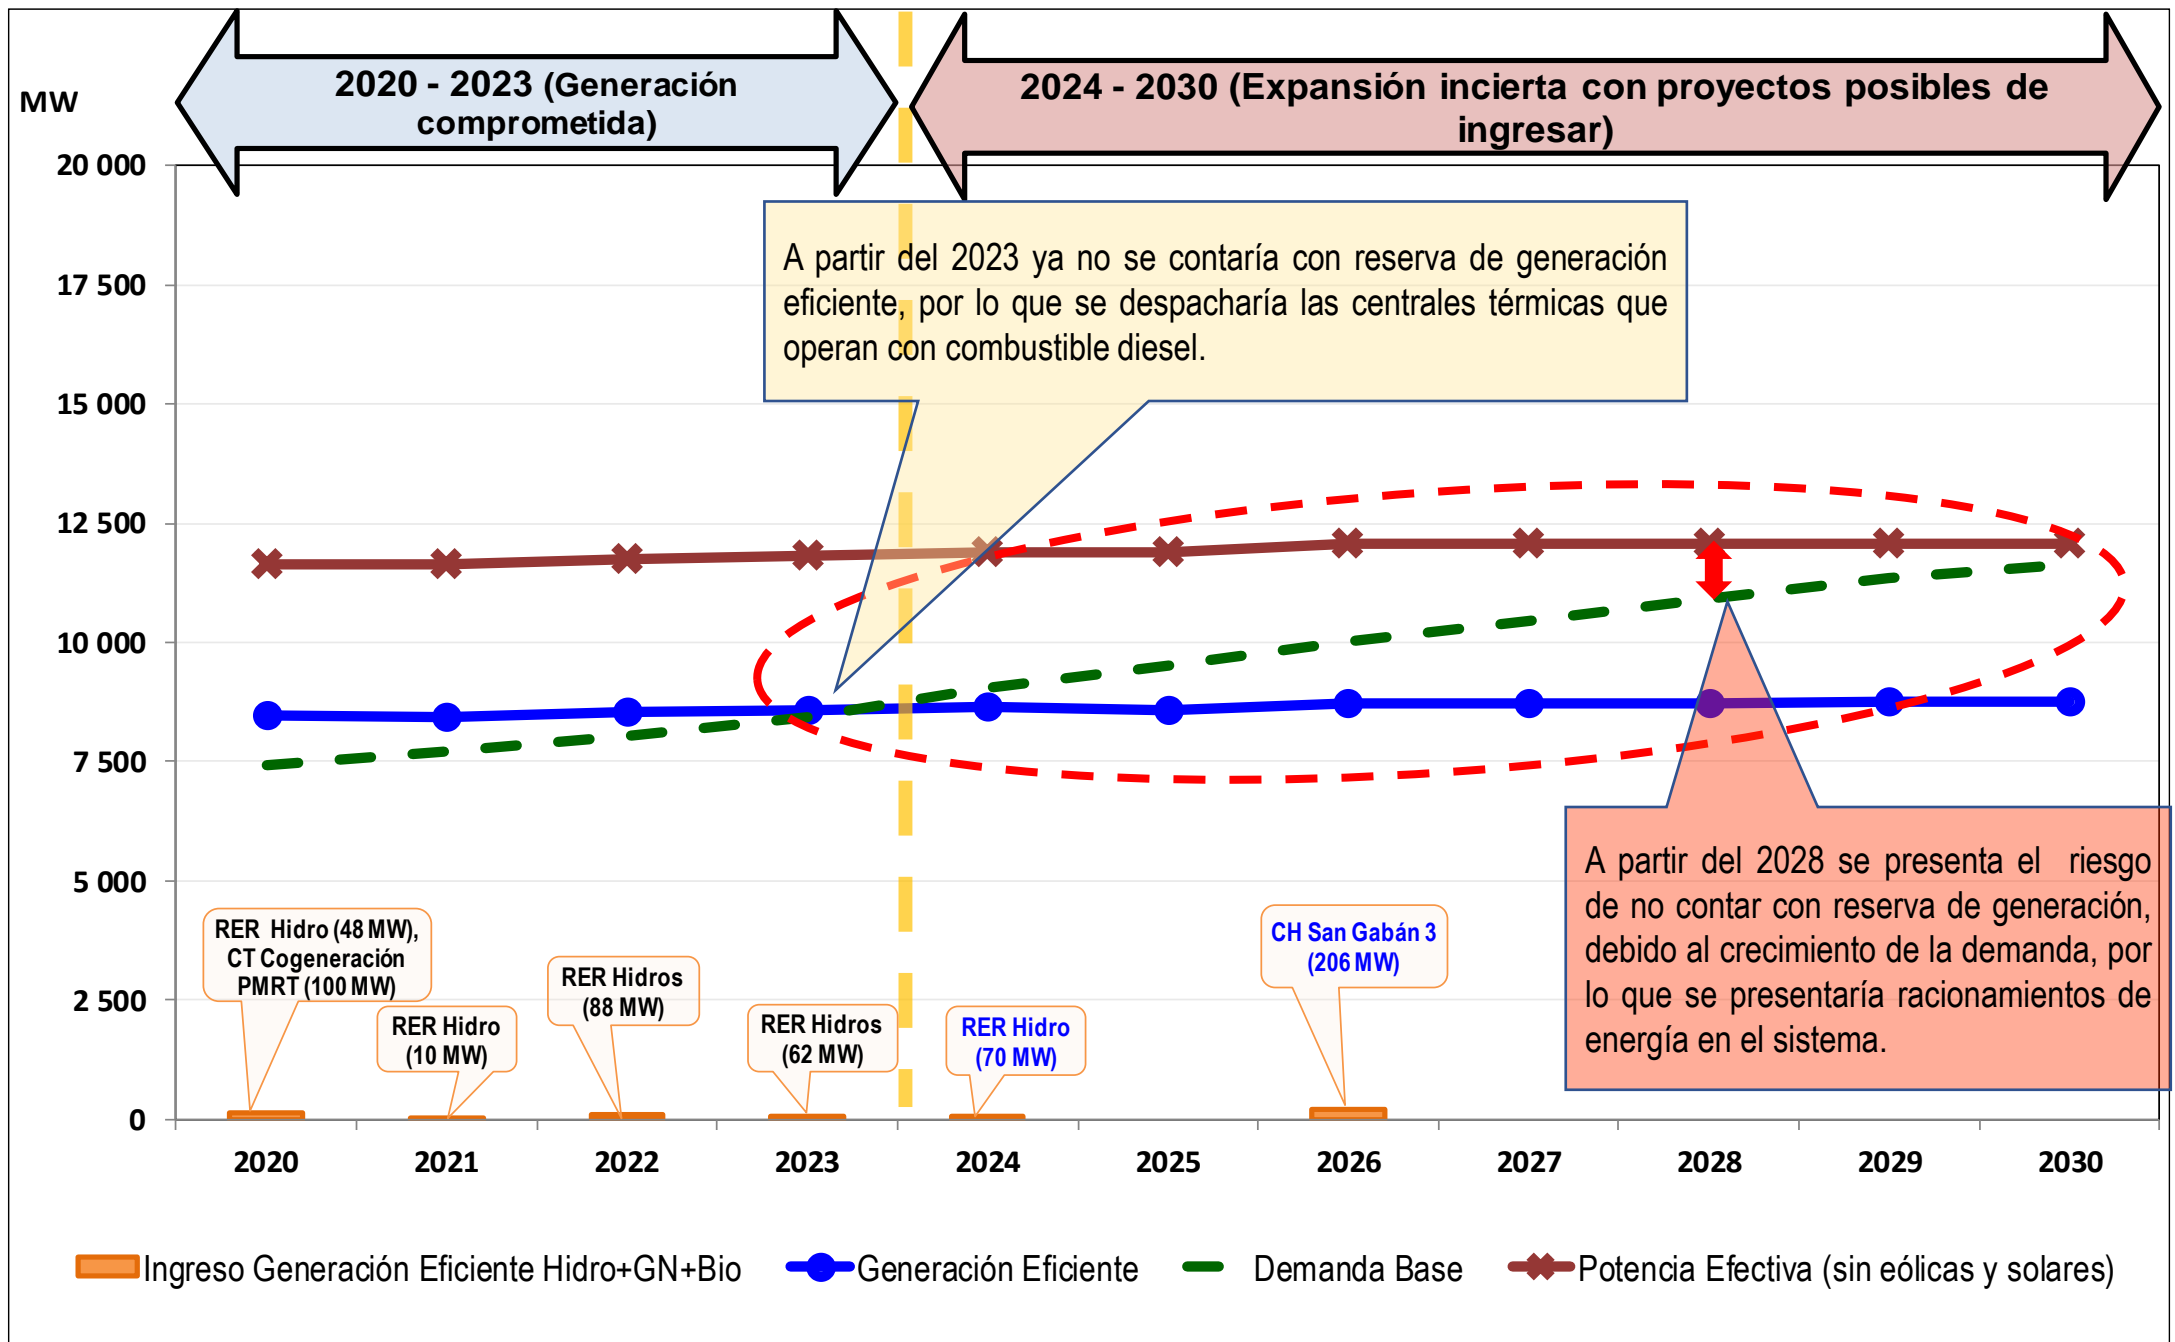 2020 - 2023 (Generación
comprometida)
2024 - 2030 (Expansión incierta con proyectos posibles de
ingresar)
MW
20 000
17 500
15 000
12 500
10 000
7 500
5 000
2 500
0
A partir del 2023 ya no se contaría con reserva de generación
eficiente, por lo que se despacharía las centrales térmicas que
operan con combustible diesel.
A partir del 2028 se presenta el riesgo
de no contar con reserva de generación,
debido al crecimiento de la demanda, por
lo que se presentaría racionamientos de
energía en el sistema.
RER Hidro (48 MW),
CT Cogeneración
PMRT (100 MW)
RER Hidro
(10 MW)
RER Hidros
(88 MW)
RER Hidros
(62 MW)
RER Hidro
(70 MW)
CH San Gabán 3
(206 MW)
2020
2021
2022
2023
2024
2025
2026
2027
2028
2029
2030
Ingreso Generación Eficiente Hidro+GN+Bio
Generación Eficiente
Demanda Base
Potencia Efectiva (sin eólicas y solares)